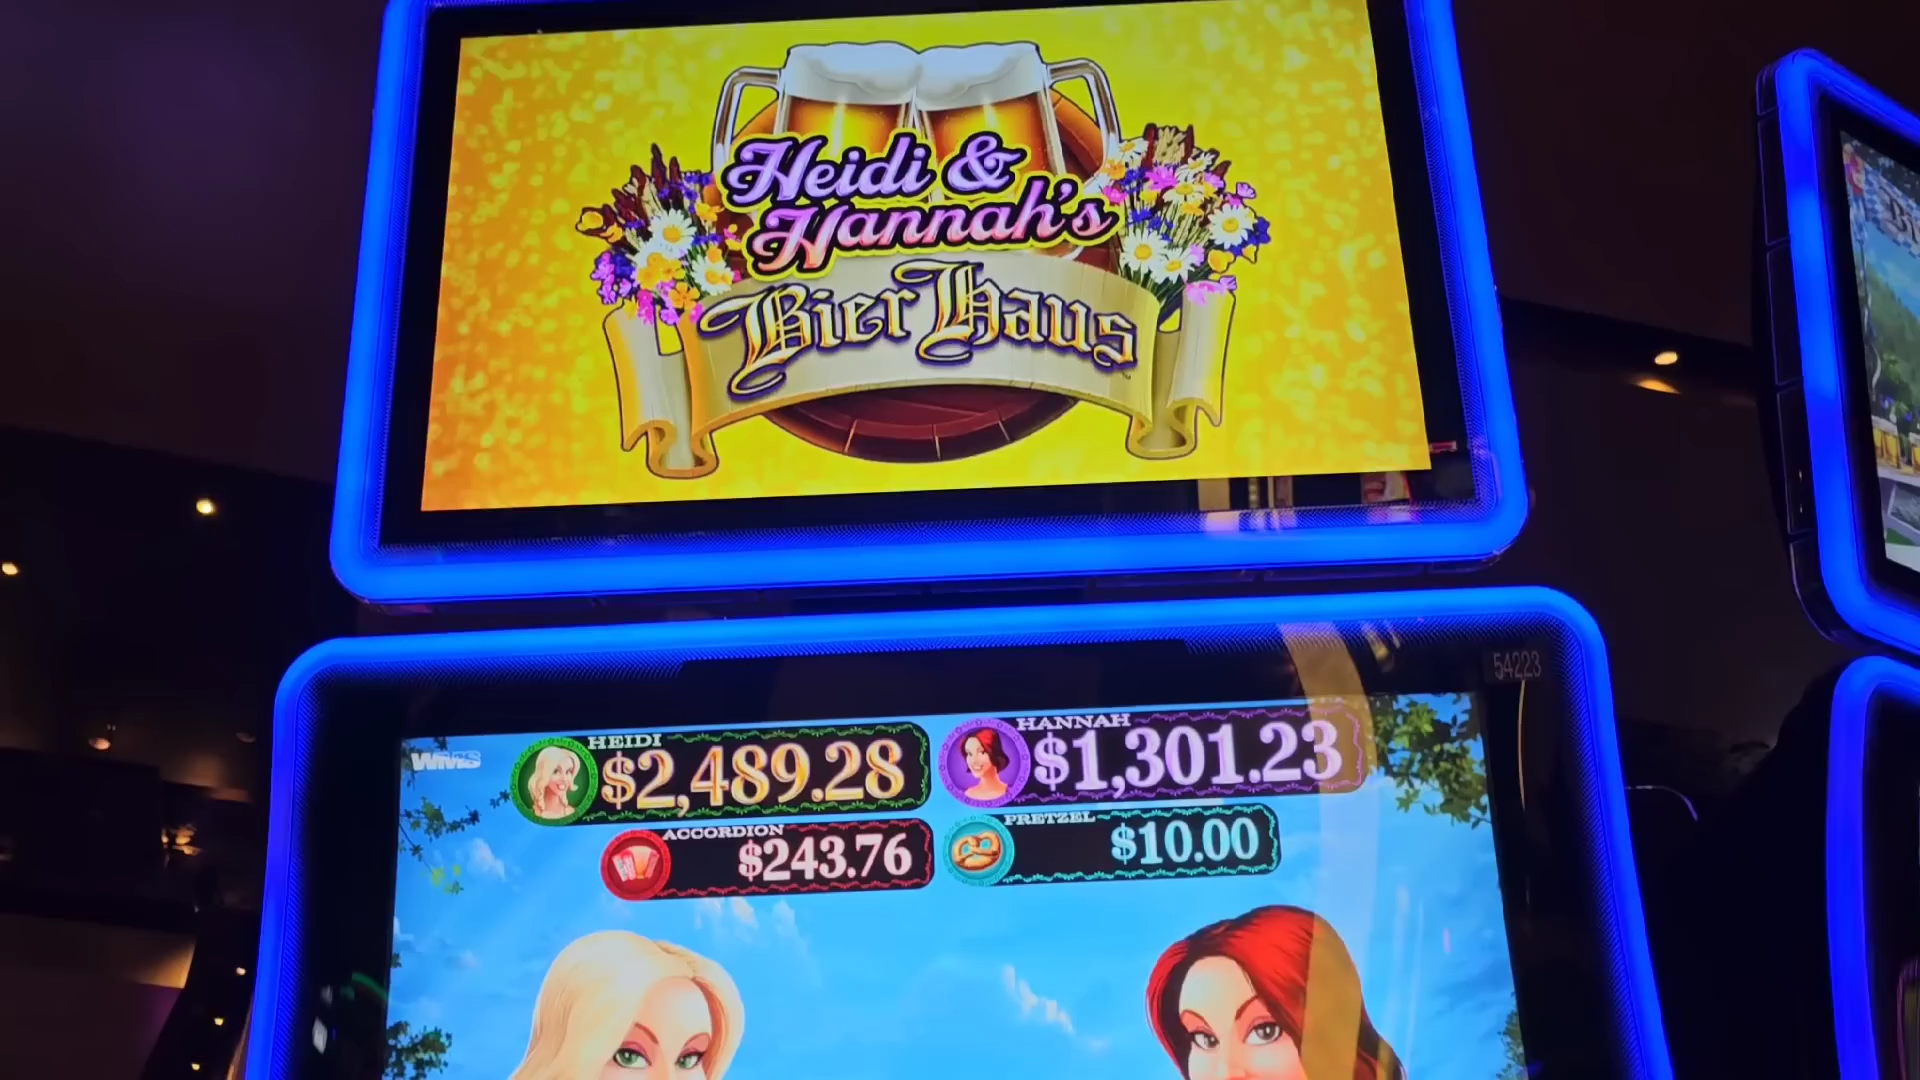 Heidi &
Hannah's
Bier Haus
54223
WMS
HEIDI
$2,489.28
HANNAH
$1,301.23
ACCORDION
$243.76
PRETZEL
$10.00